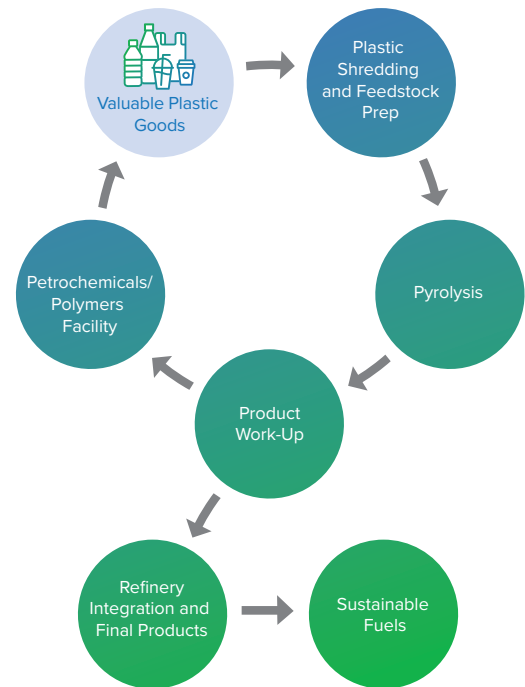 Valuable Plastic
Goods
Plastic
Shredding
and Feedstock
Prep
Pyrolysis
Product
Work-Up
Petrochemicals/
Polymers
Facility
Refinery
Integration and
Final Products
Sustainable
Fuels